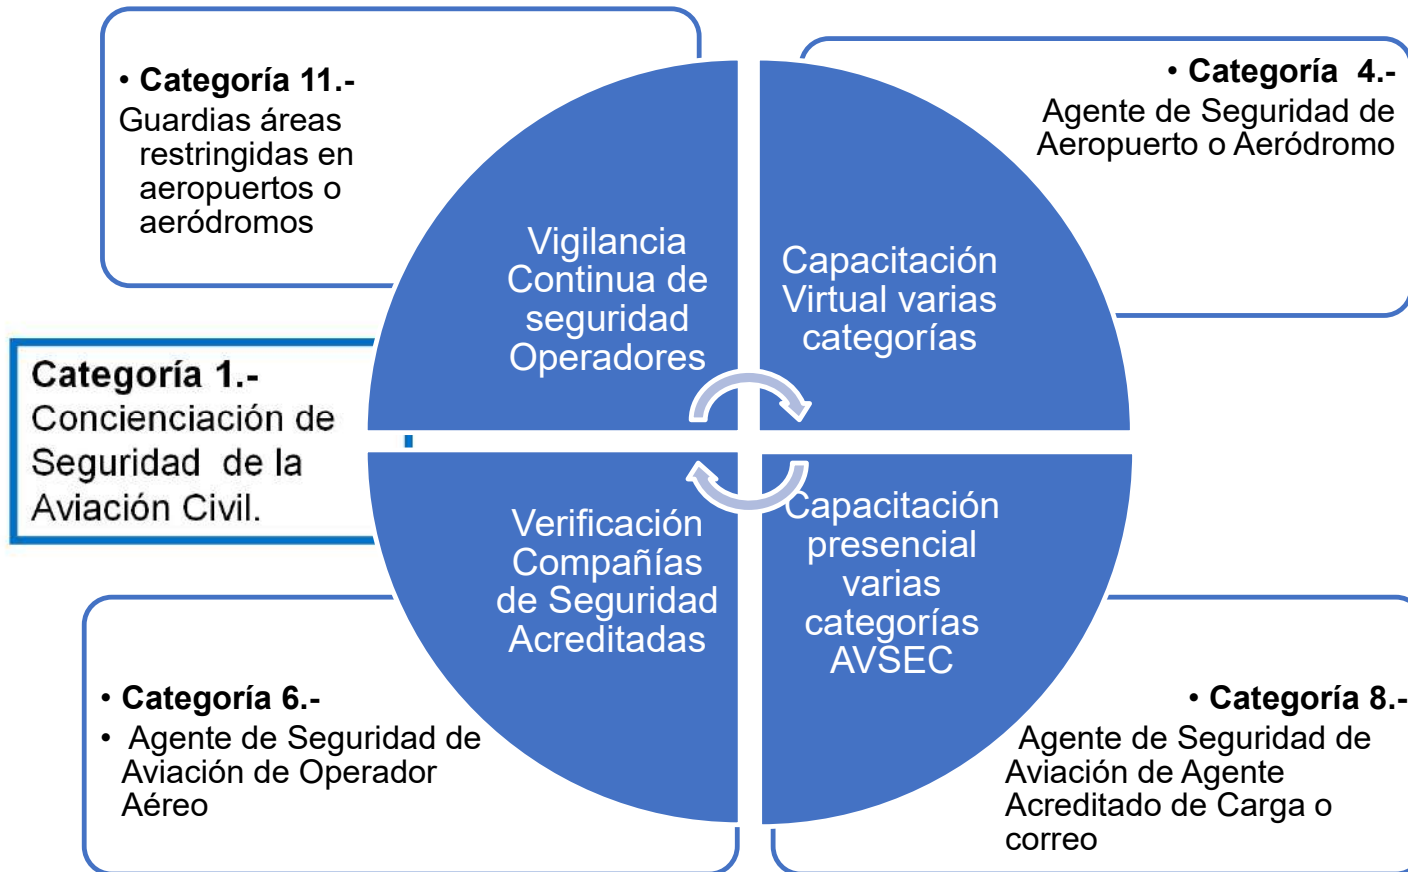 • Categoría 11.-
Guardias áreas
restringidas en
aeropuertos o
aeródromos
• Categoría 4.-
Agente de Seguridad de
Aeropuerto o Aeródromo
Vigilancia
Continua de
seguridad
Operadores
Capacitación
Virtual varias
categorías
Categoría 1.-
Concienciación de
Seguridad de la
Aviación Civil.
Verificación
Compañías
de Seguridad
Acreditadas
Capacitación
presencial
varias
categorías
AVSEC
• Categoría 6.-
• Agente de Seguridad de
Aviación de Operador
Aéreo
• Categoría 8.-
Agente de Seguridad de
Aviación de Agente
Acreditado de Carga o
correo